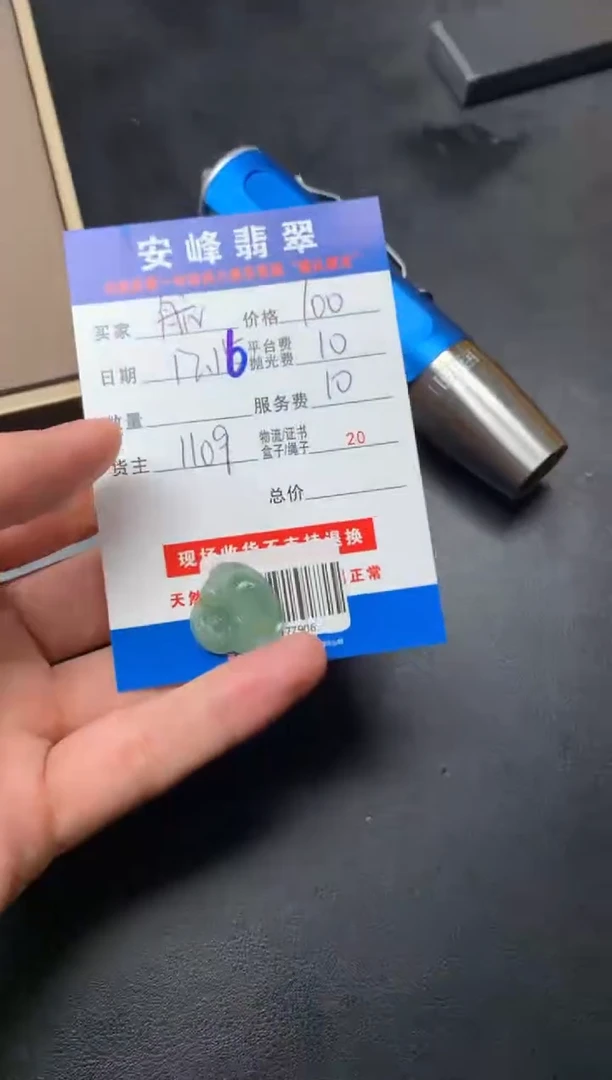 安峰翡翠
买家 价格 100
日期 12.16 平台费 抛光费 10
数量 服务费 10
货主 1109 物流/证书 盒子/绳子 20
总价
现场收货不支持退换
天然 正常
77906